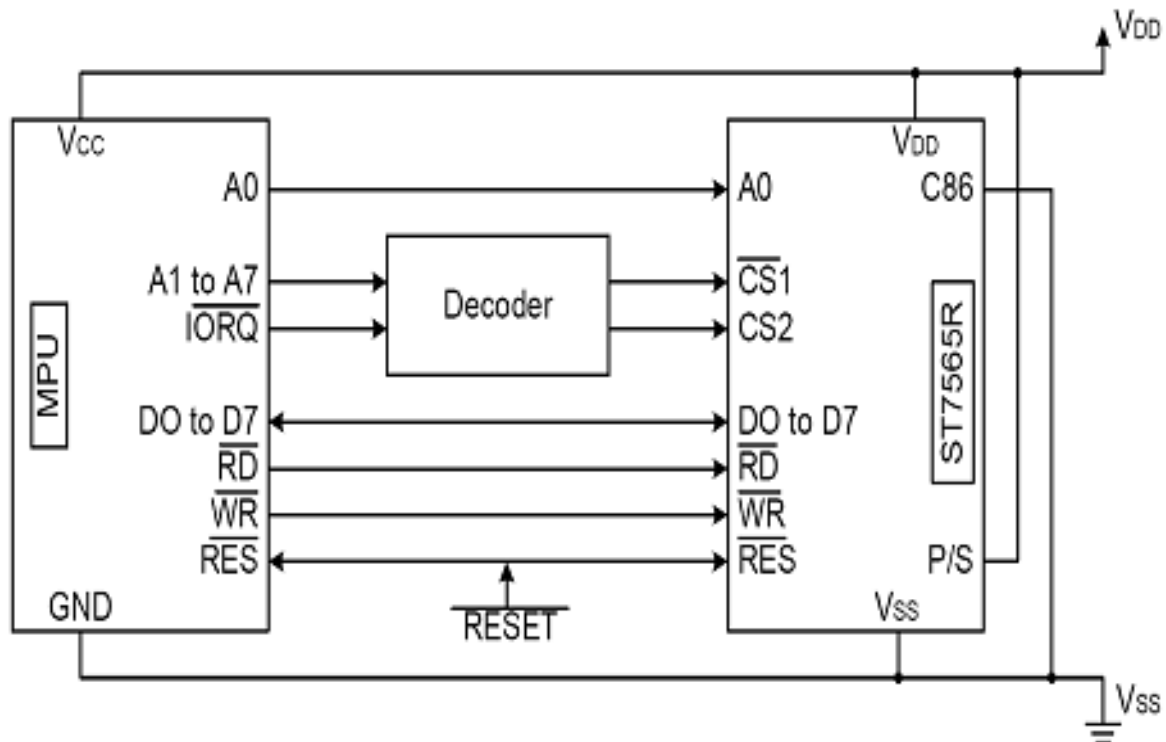 VDD
VCC
VDD
A0
A0
C86
A1 to A7
Decoder
CS1
IORQ
CS2
MPU
ST7565R
DO to D7
DO to D7
RD
RD
WR
WR
RES
RES
P/S
GND
RESET
VSS
VSS